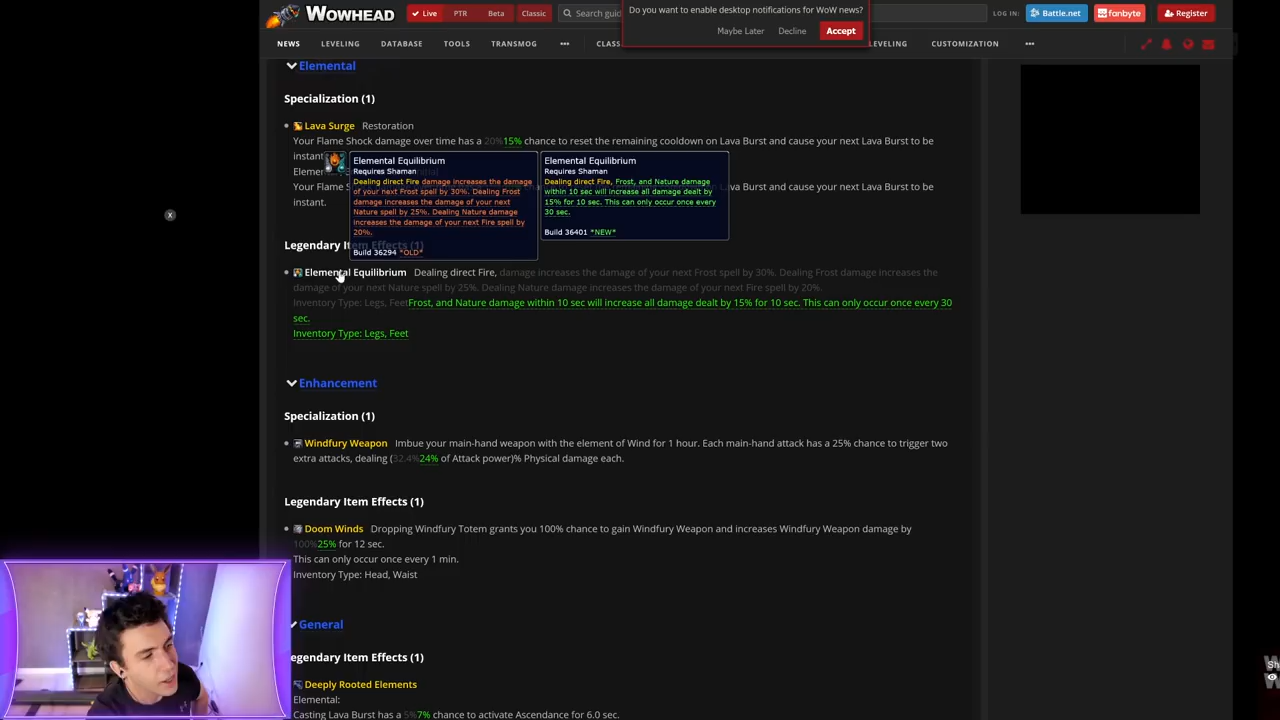 WOWHEAD
Live PTR Beta Classic
Search guid
Do you want to enable desktop notifications for WoW news?
Maybe Later Decline Accept
LOG IN: Battle.net fanbyte Register
NEWS LEVELING DATABASE TOOLS TRANSMOG ••• CLASS LEVELING CUSTOMIZATION •••
Elemental
Specialization (1)
Lava Surge Restoration
Your Flame Shock damage over time has a 20%15% chance to reset the remaining cooldown on Lava Burst and cause your next Lava Burst to be
instant
Elemental Equilibrium
Requires Shaman
Dealing direct Fire damage increases the damage
of your next Frost spell by 30%. Dealing Frost
damage increases the damage of your next
Nature spell by 25%. Dealing Nature damage
increases the damage of your next Fire spell by
20%.
Build 36294 *OLD*
Elemental Equilibrium
Requires Shaman
Dealing direct Fire, Frost, and Nature damage
within 10 sec will increase all damage dealt by
15% for 10 sec. This can only occur once every
30 sec.
Build 36401 *NEW*
Elemen
Your Flame S
va Burst and cause your next Lava Burst to be
instant.
x
Legendary Item Effects (1)
Elemental Equilibrium Dealing direct Fire, damage increases the damage of your next Frost spell by 30%. Dealing Frost damage increases the
damage of your next Nature spell by 25%. Dealing Nature damage increases the damage of your next Fire spell by 20%.
Inventory Type: Legs, FeetFrost, and Nature damage within 10 sec will increase all damage dealt by 15% for 10 sec. This can only occur once every 30
sec.
Inventory Type: Legs, Feet
Enhancement
Specialization (1)
Windfury Weapon Imbue your main-hand weapon with the element of Wind for 1 hour. Each main-hand attack has a 25% chance to trigger two
extra attacks, dealing (32.4%24% of Attack power)% Physical damage each.
Legendary Item Effects (1)
Doom Winds Dropping Windfury Totem grants you 100% chance to gain Windfury Weapon and increases Windfury Weapon damage by
100%25% for 12 sec.
This can only occur once every 1 min.
Inventory Type: Head, Waist
General
egendary Item Effects (1)
Deeply Rooted Elements
Elemental:
Casting Lava Burst has a 5%7% chance to activate Ascendance for 6.0 sec.
Sh